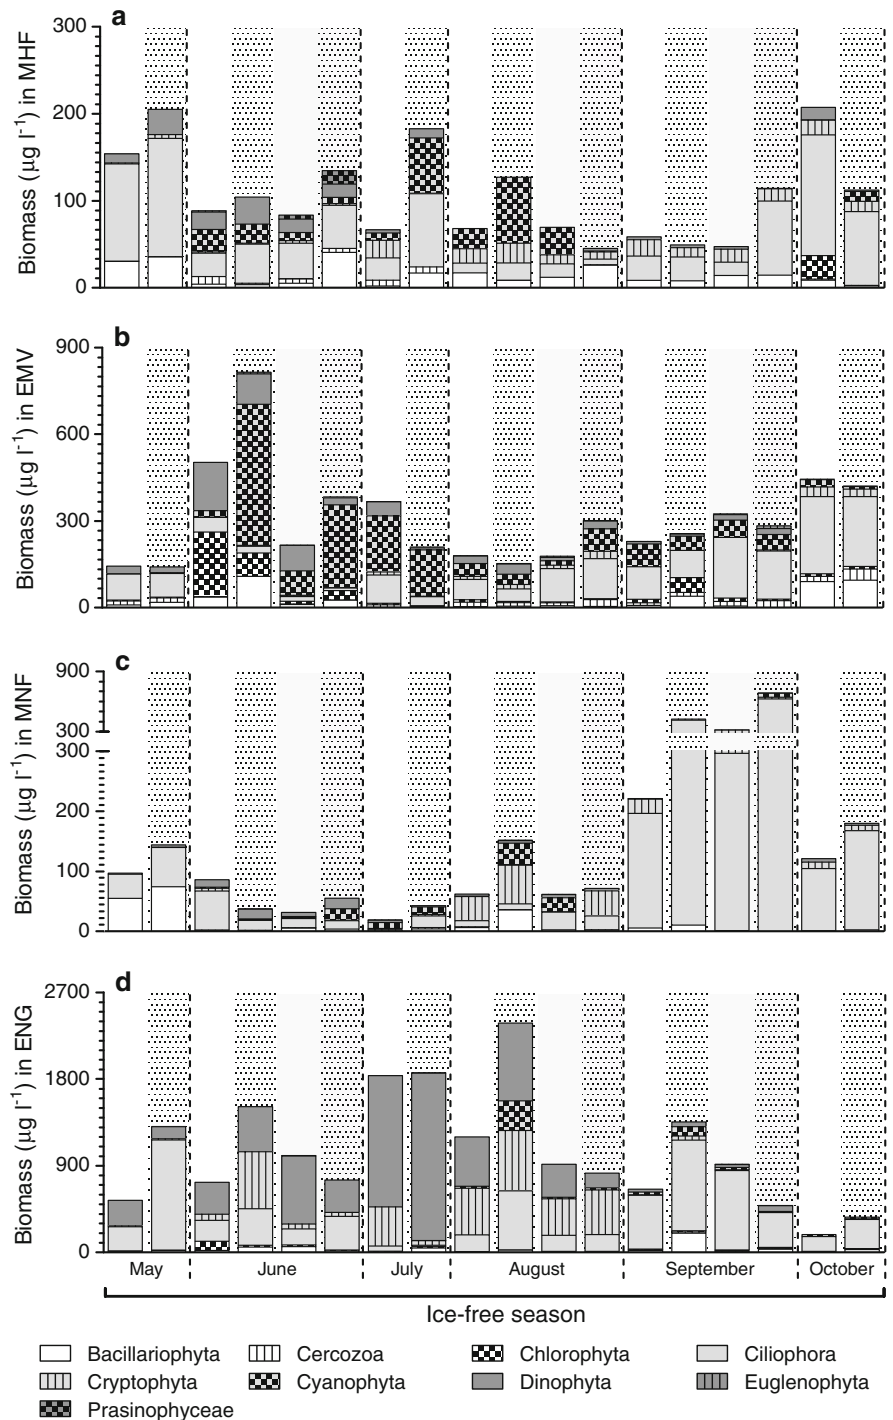 a
300
200
100
0
Biomass (µg l⁻¹) in MHF
b
900
600
300
0
Biomass (µg l⁻¹) in EMV
c
900
300
300
200
100
0
Biomass (µg l⁻¹) in MNF
d
2700
1800
900
0
Biomass (µg l⁻¹) in ENG
May June July August September October
Ice-free season
Bacillariophyta Cercozoa Chlorophyta Ciliophora
Cryptophyta Cyanophyta Dinophyta Euglenophyta
Prasinophyceae